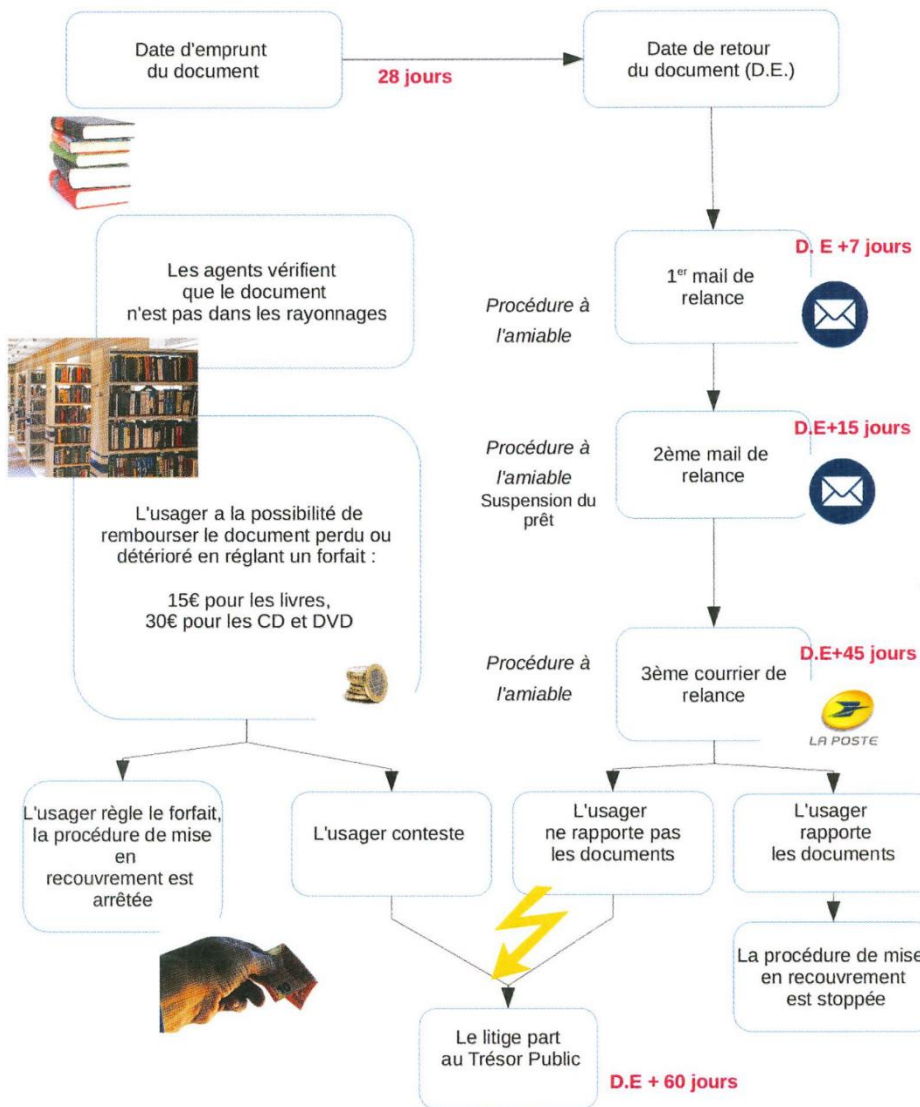 Date d'emprunt
du document
28 jours
Date de retour
du document (D.E.)
Les agents vérifient
que le document
n'est pas dans les rayonnages
Procédure à
l'amiable
1er mail de
relance
D. E +7 jours
L'usager a la possibilité de
rembourser le document perdu ou
détérioré en réglant un forfait :
15€ pour les livres,
30€ pour les CD et DVD
Procédure à
l'amiable
Suspension du
prêt
2ème mail de
relance
D.E+15 jours
Procédure à
l'amiable
3ème courrier de
relance
D.E+45 jours
LA POSTE
L'usager règle le forfait,
la procédure de mise
en
recouvrement est
arrêtée
L'usager conteste
L'usager
ne rapporte pas
les documents
L'usager
rapporte
les documents
10
La procédure de mise
en recouvrement
est stoppée
Le litige part
au Trésor Public
D.E + 60 jours